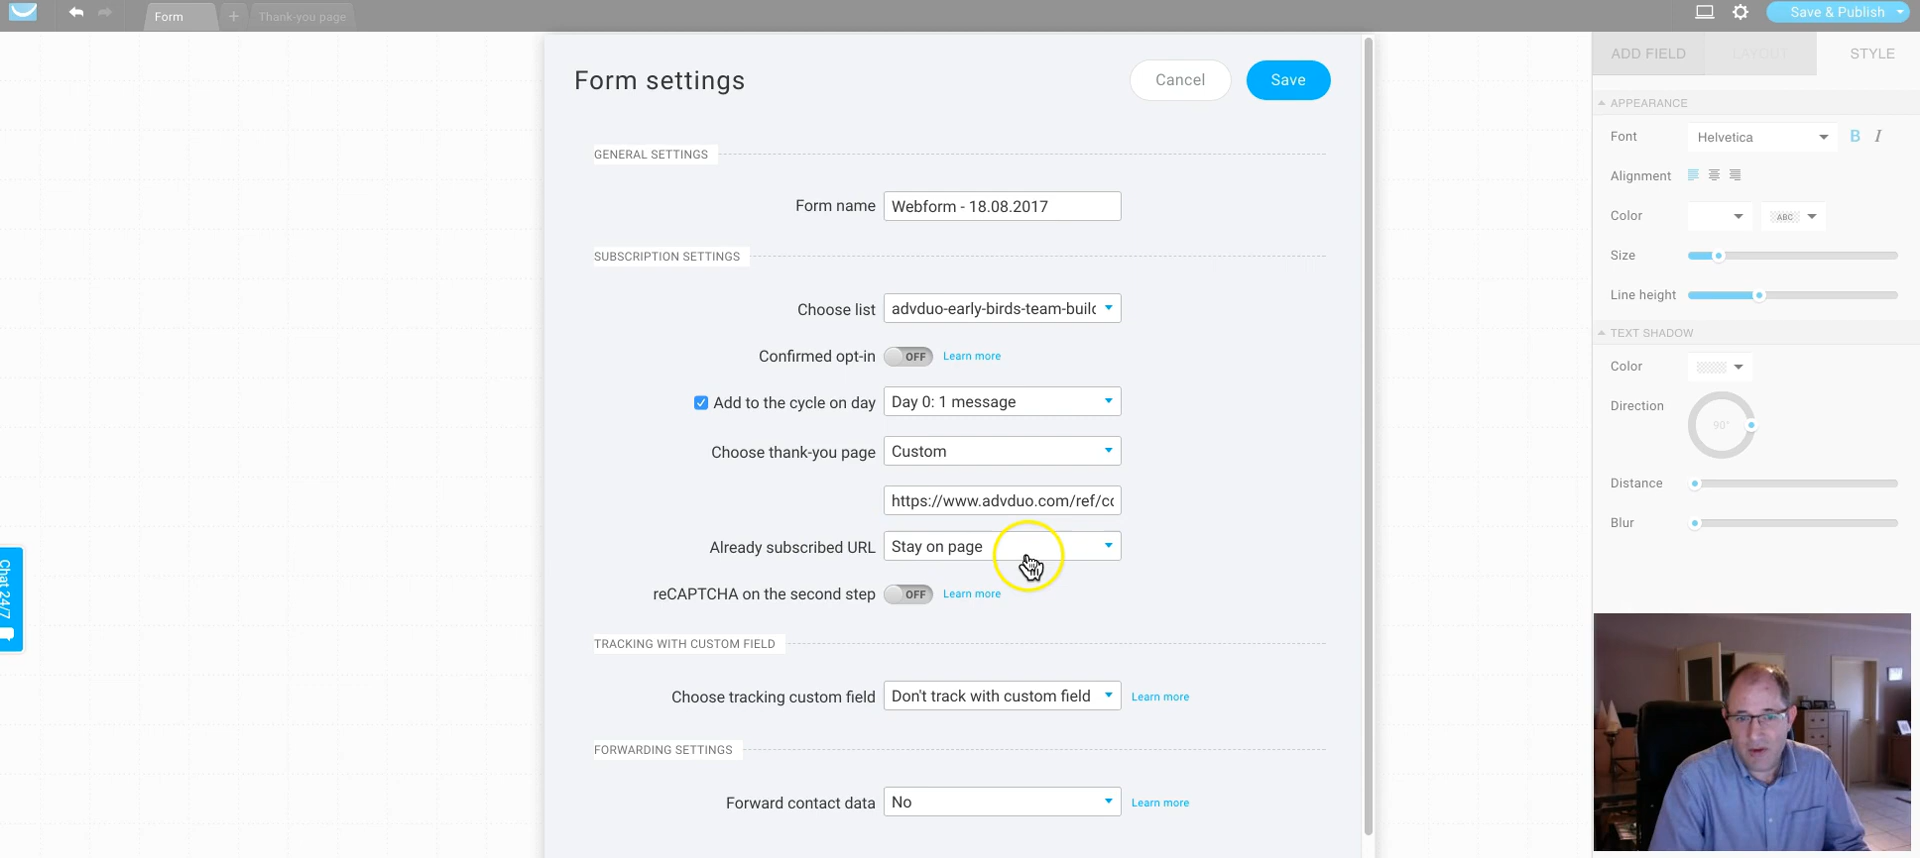 Form + Thank-you page Save & Publish
Form settings
Cancel
Save
GENERAL SETTINGS
Form name Webform - 18.08.2017
SUBSCRIPTION SETTINGS
Choose list advduo-early-birds-team-builc
Confirmed opt-in OFF Learn more
Add to the cycle on day Day 0: 1 message
Choose thank-you page Custom
https://www.advduo.com/ref/cc
Already subscribed URL Stay on page
reCAPTCHA on the second step OFF Learn more
TRACKING WITH CUSTOM FIELD
Choose tracking custom field Don't track with custom field Learn more
FORWARDING SETTINGS
Forward contact data No Learn more
ADD FIELD LAYOUT STYLE
APPEARANCE
Font Helvetica B I
Alignment
Color ABC
Size
Line height
TEXT SHADOW
Color
Direction 90°
Distance
Blur
Chat 24/7